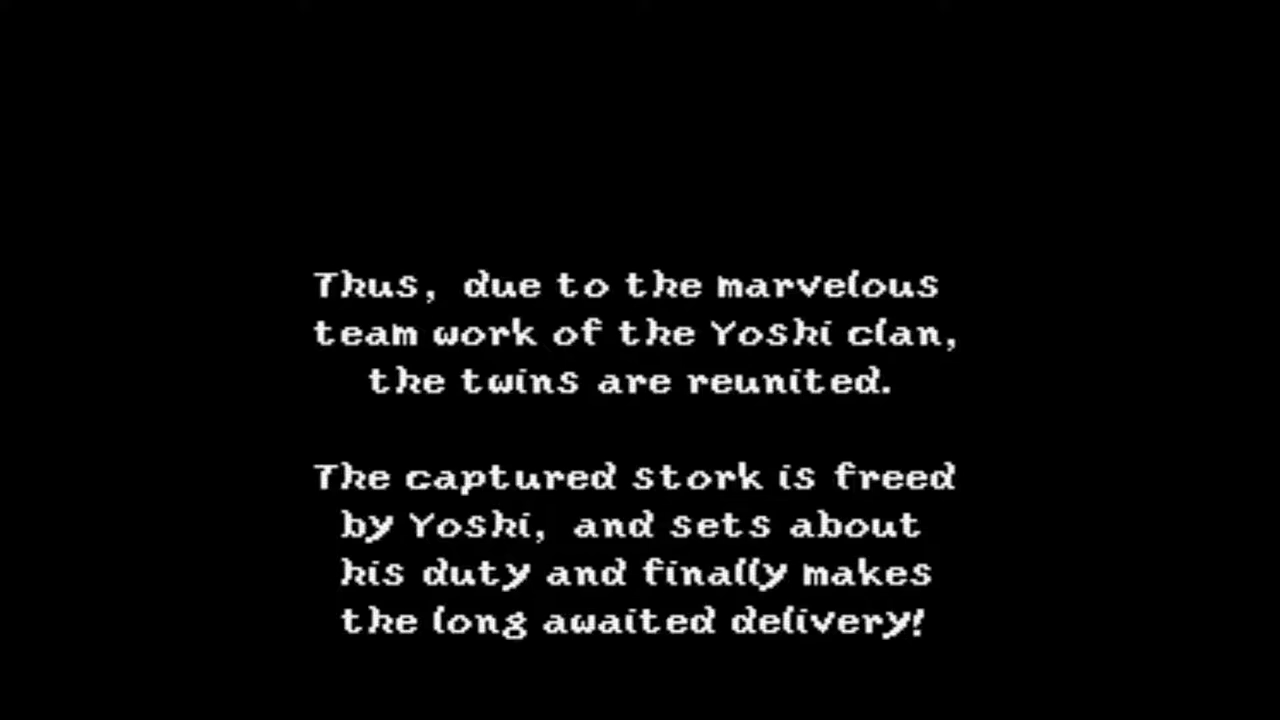 Thus, due to the marvelous
team work of the Yoshi clan,
the twins are reunited.
The captured stork is freed
by Yoshi, and sets about
his duty and finally makes
the long awaited delivery!